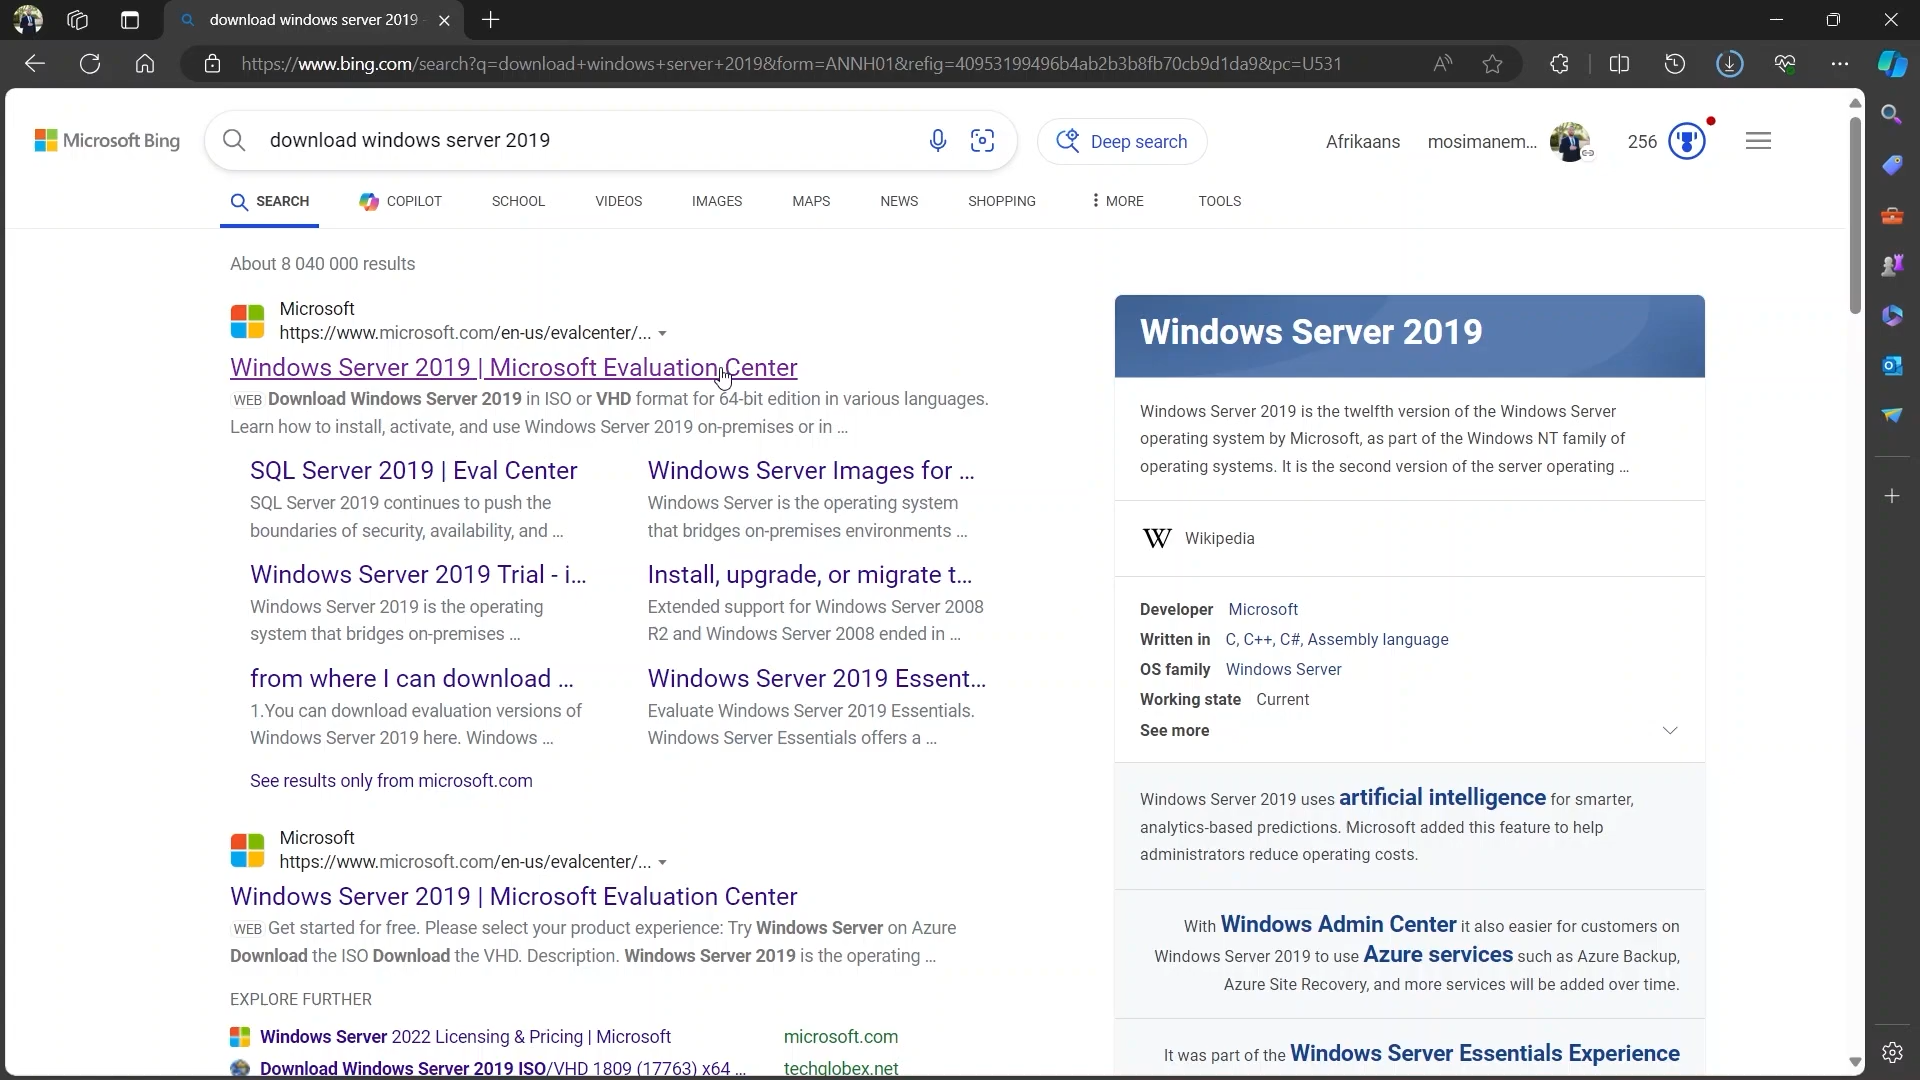 download windows server 2019
https://www.bing.com/search?q=download+windows+server+2019&form=ANNH01&refig=40953199496b4ab2b3b8fb70cb9d1da9&pc=U531
Microsoft Bing
download windows server 2019
Deep search
Afrikaans
mosimanem...
256
SEARCH
COPILOT
SCHOOL
VIDEOS
IMAGES
MAPS
NEWS
SHOPPING
MORE
TOOLS
About 8 040 000 results
Microsoft
https://www.microsoft.com/en-us/evalcenter/...
Windows Server 2019 | Microsoft Evaluation Center
WEB Download Windows Server 2019 in ISO or VHD format for 64-bit edition in various languages.
Learn how to install, activate, and use Windows Server 2019 on-premises or in ...
SQL Server 2019 | Eval Center
SQL Server 2019 continues to push the
boundaries of security, availability, and ...
Windows Server Images for ...
Windows Server is the operating system
that bridges on-premises environments ...
Windows Server 2019 Trial - i...
Windows Server 2019 is the operating
system that bridges on-premises ...
Install, upgrade, or migrate t...
Extended support for Windows Server 2008
R2 and Windows Server 2008 ended in ...
from where I can download ...
1.You can download evaluation versions of
Windows Server 2019 here. Windows ...
Windows Server 2019 Essent...
Evaluate Windows Server 2019 Essentials.
Windows Server Essentials offers a ...
See results only from microsoft.com
Microsoft
https://www.microsoft.com/en-us/evalcenter/...
Windows Server 2019 | Microsoft Evaluation Center
WEB Get started for free. Please select your product experience: Try Windows Server on Azure
Download the ISO Download the VHD. Description. Windows Server 2019 is the operating ...
EXPLORE FURTHER
Windows Server 2022 Licensing & Pricing | Microsoft
microsoft.com
Download Windows Server 2019 ISO/VHD 1809 (17763) x64 ...
techglobex.net
Windows Server 2019
Windows Server 2019 is the twelfth version of the Windows Server
operating system by Microsoft, as part of the Windows NT family of
operating systems. It is the second version of the server operating ...
W Wikipedia
Developer Microsoft
Written in C, C++, C#, Assembly language
OS family Windows Server
Working state Current
See more
Windows Server 2019 uses artificial intelligence for smarter,
analytics-based predictions. Microsoft added this feature to help
administrators reduce operating costs.
With Windows Admin Center it also easier for customers on
Windows Server 2019 to use Azure services such as Azure Backup,
Azure Site Recovery, and more services will be added over time.
It was part of the Windows Server Essentials Experience